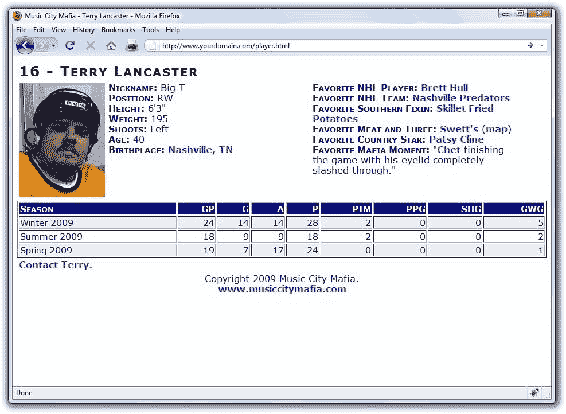 Music City Mafia - Terry Lancaster - Mozilla Firefox
File Edit View History Bookmarks Tools Help
http://www.yourdomain.com/player.html
16 - Terry Lancaster
Nickname: Big T
Position: RW
Height: 6'3"
Weight: 195
Shoots: Left
Age: 40
Birthplace: Nashville, TN
Favorite NHL Player: Brett Hull
Favorite NHL Team: Nashville Predators
Favorite Southern Fixin: Skillet Fried
Potatoes
Favorite Meat and Three: Swett's (map)
Favorite Country Star: Patsy Cline
Favorite Mafia Moment: "Chet finishing
the game with his eyelid completely
slashed through."
Season GP G A P PIM PPG SHG GWG
Winter 2009 24 14 14 28 2 0 0 5
Summer 2009 18 9 9 18 2 0 0 2
Spring 2009 19 7 17 24 0 0 0 1
Contact Terry.
Copyright 2009 Music City Mafia.
www.musiccitymafia.com
Done